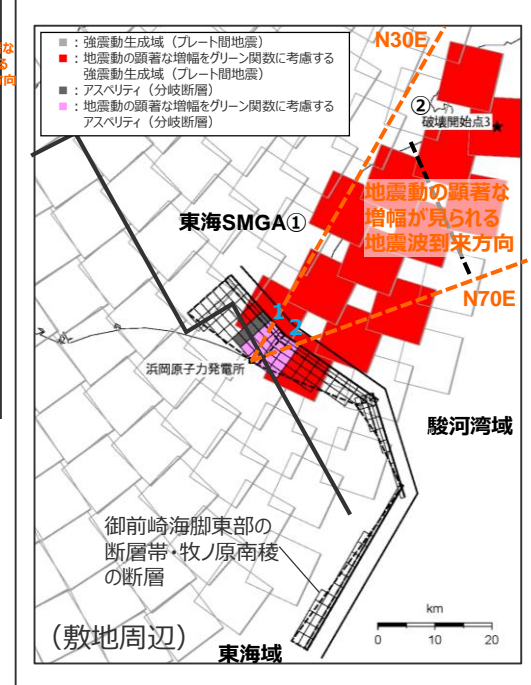 な
る
方向
■：強震動生成域（プレート間地震）
■：地震動の顕著な増幅をグリーン関数に考慮する
強震動生成域（プレート間地震）
■：アスペリティ（分岐断層）
■：地震動の顕著な増幅をグリーン関数に考慮する
アスペリティ（分岐断層）
N30E
②
破壊開始点3★
地震動の顕著な
増幅が見られる
地震波到来方向
東海SMGA①
N70E
1
2
浜岡原子力発電所
駿河湾域
御前崎海脚東部の
断層帯・牧ノ原南稜
の断層
km
0 10 20
（敷地周辺）
東海域